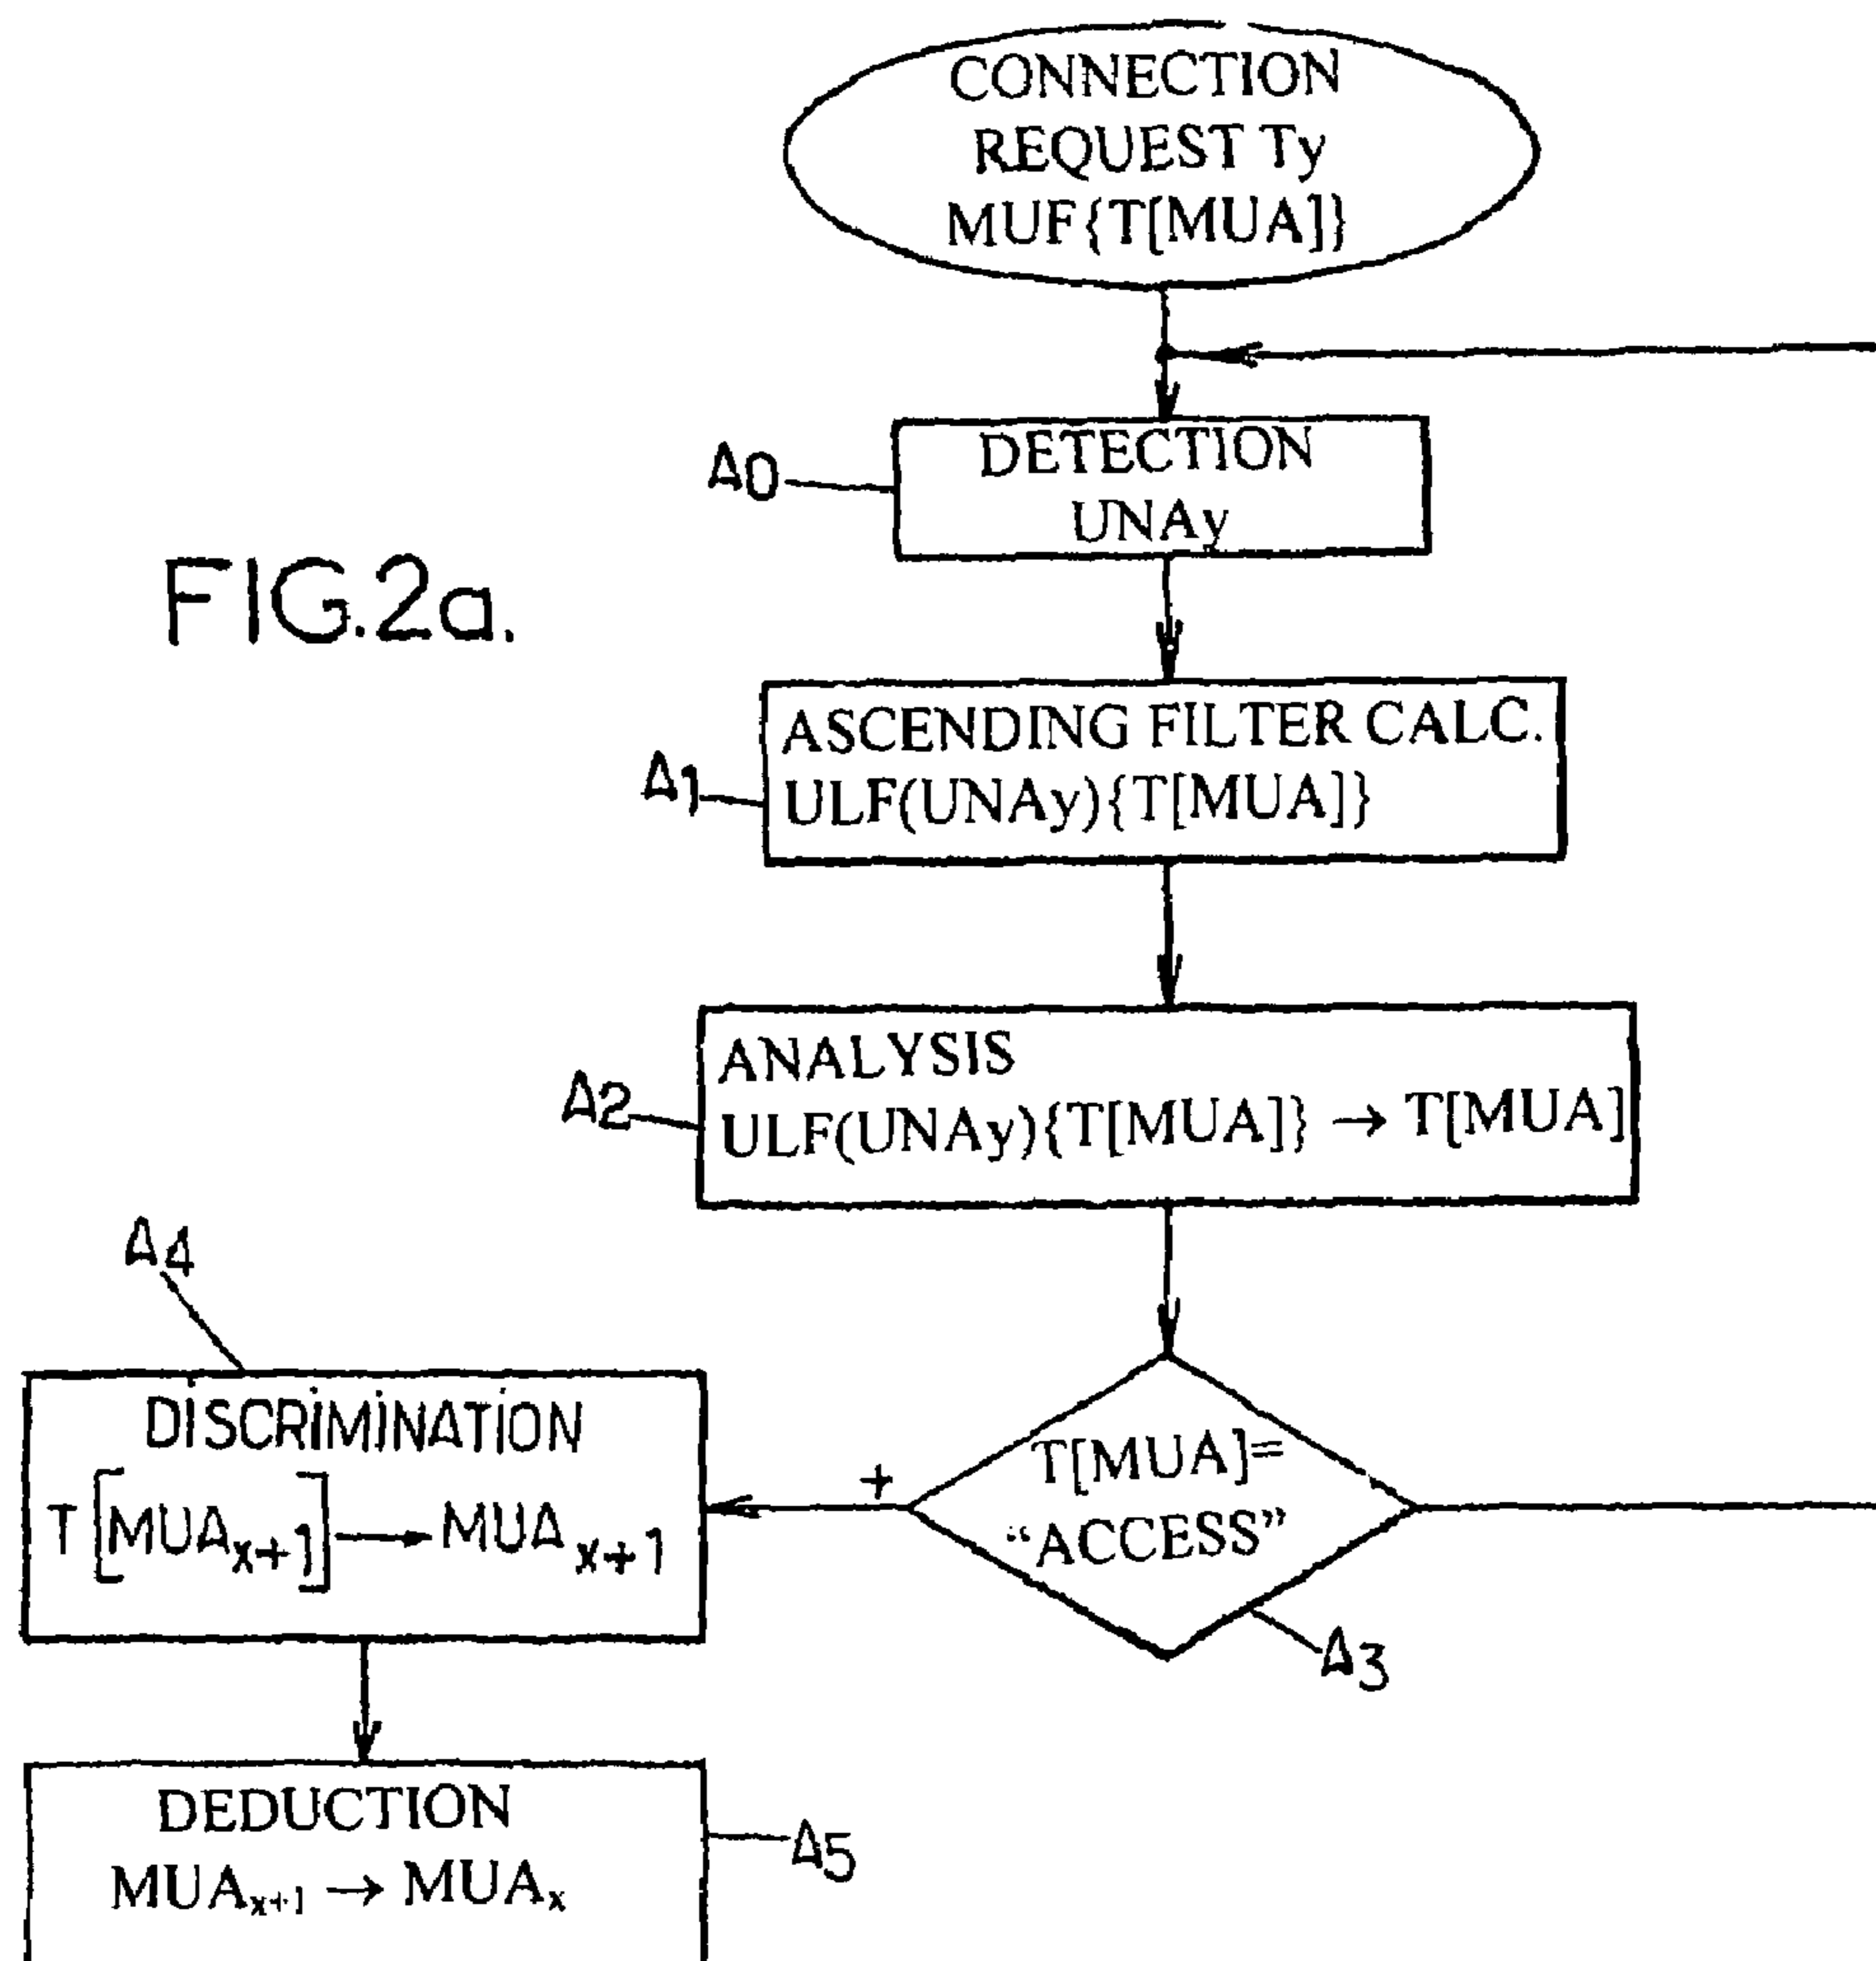 CONNECTION
REQUEST Ty
MUF{T[MUA]}
A0
DETECTION
UNAy
FIG.2a.
A1
ASCENDING FILTER CALC.
ULF(UNAy){T[MUA]}
A2
ANALYSIS
ULF(UNAy){T[MUA]} → T[MUA]
A4
DISCRIMINATION
T[MUAx+1] → MUAx+1
+
T[MUA]=
“ACCESS”
A3
DEDUCTION
MUAx+1 → MUAx
A5